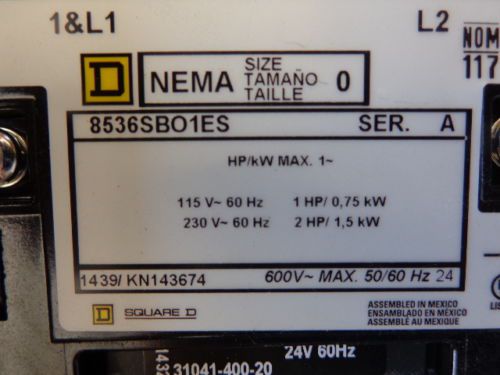 1&L1
L2
NOM
117
D
NEMA SIZE TAMAÑO TAILLE 0
8536SBO1ES SER. A
HP/kW MAX. 1~
115 V~ 60 Hz 1 HP/ 0,75 kW
230 V~ 60 Hz 2 HP/ 1,5 kW
1439/ KN143674 600V~ MAX. 50/60 Hz 24
D SQUARE D
ASSEMBLED IN MEXICO
ENSAMBLADO EN MÉXICO
ASSEMBLÉ AU MEXIQUE
24V 60Hz
31041-400-20